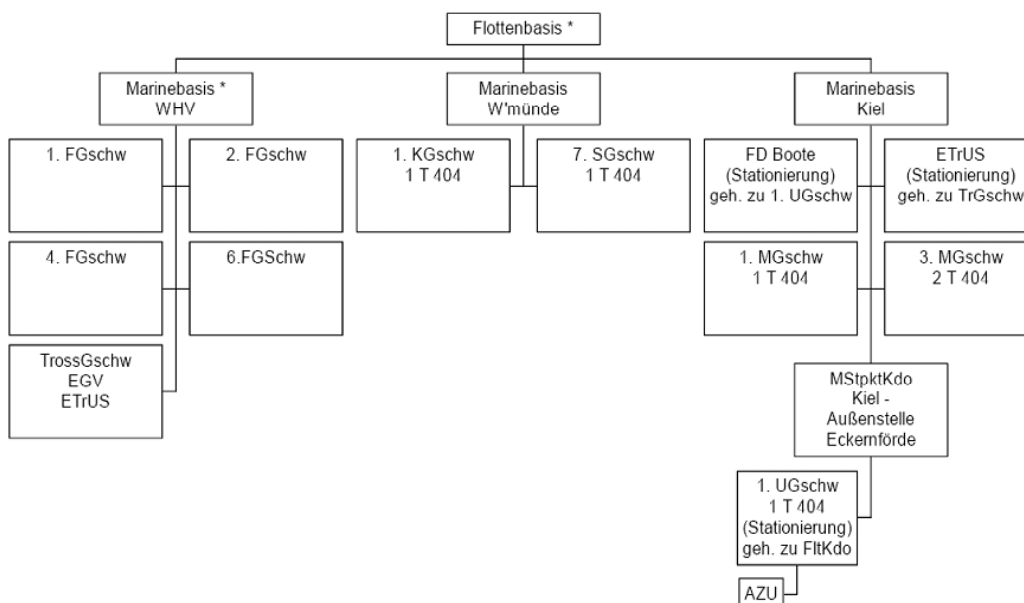 Flottenbasis *
Marinebasis *
WHV
1. FGschw
2. FGschw
4. FGschw
6.FGSchw
TrossGschw
EGV
ETrUS
Marinebasis
W'münde
1. KGschw
1 T 404
7. SGschw
1 T 404
Marinebasis
Kiel
FD Boote
(Stationierung)
geh. zu 1. UGschw
ETrUS
(Stationierung)
geh. zu TrGschw
1. MGschw
1 T 404
3. MGschw
2 T 404
MStpktKdo
Kiel -
Außenstelle
Eckernförde
1. UGschw
1 T 404
(Stationierung)
geh. zu FltKdo
AZU